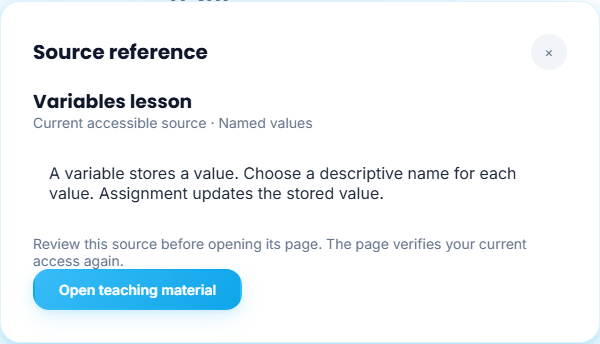 Source reference
×
Variables lesson
Current accessible source · Named values
A variable stores a value. Choose a descriptive name for each
value. Assignment updates the stored value.
Review this source before opening its page. The page verifies your current
access again.
Open teaching material